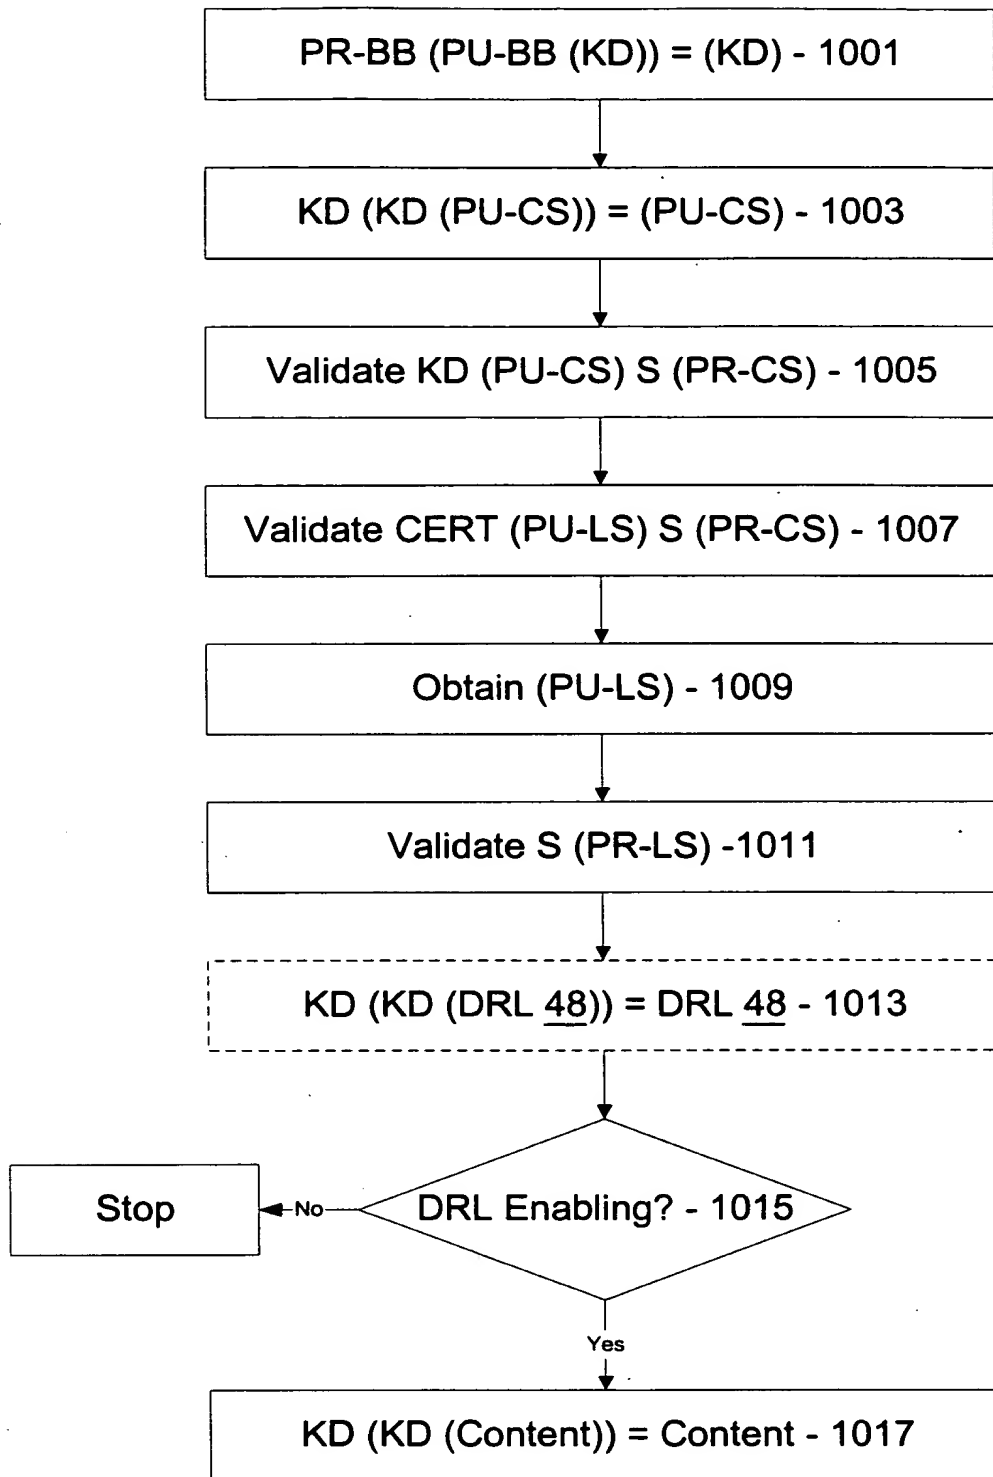 PR-BB (PU-BB (KD)) = (KD) - 1001
KD (KD (PU-CS)) = (PU-CS) - 1003
Validate KD (PU-CS) S (PR-CS) - 1005
Validate CERT (PU-LS) S (PR-CS) - 1007
Obtain (PU-LS) - 1009
Validate S (PR-LS) -1011
KD (KD (DRL 48)) = DRL 48 - 1013
DRL Enabling? - 1015
No
Stop
Yes
KD (KD (Content)) = Content - 1017